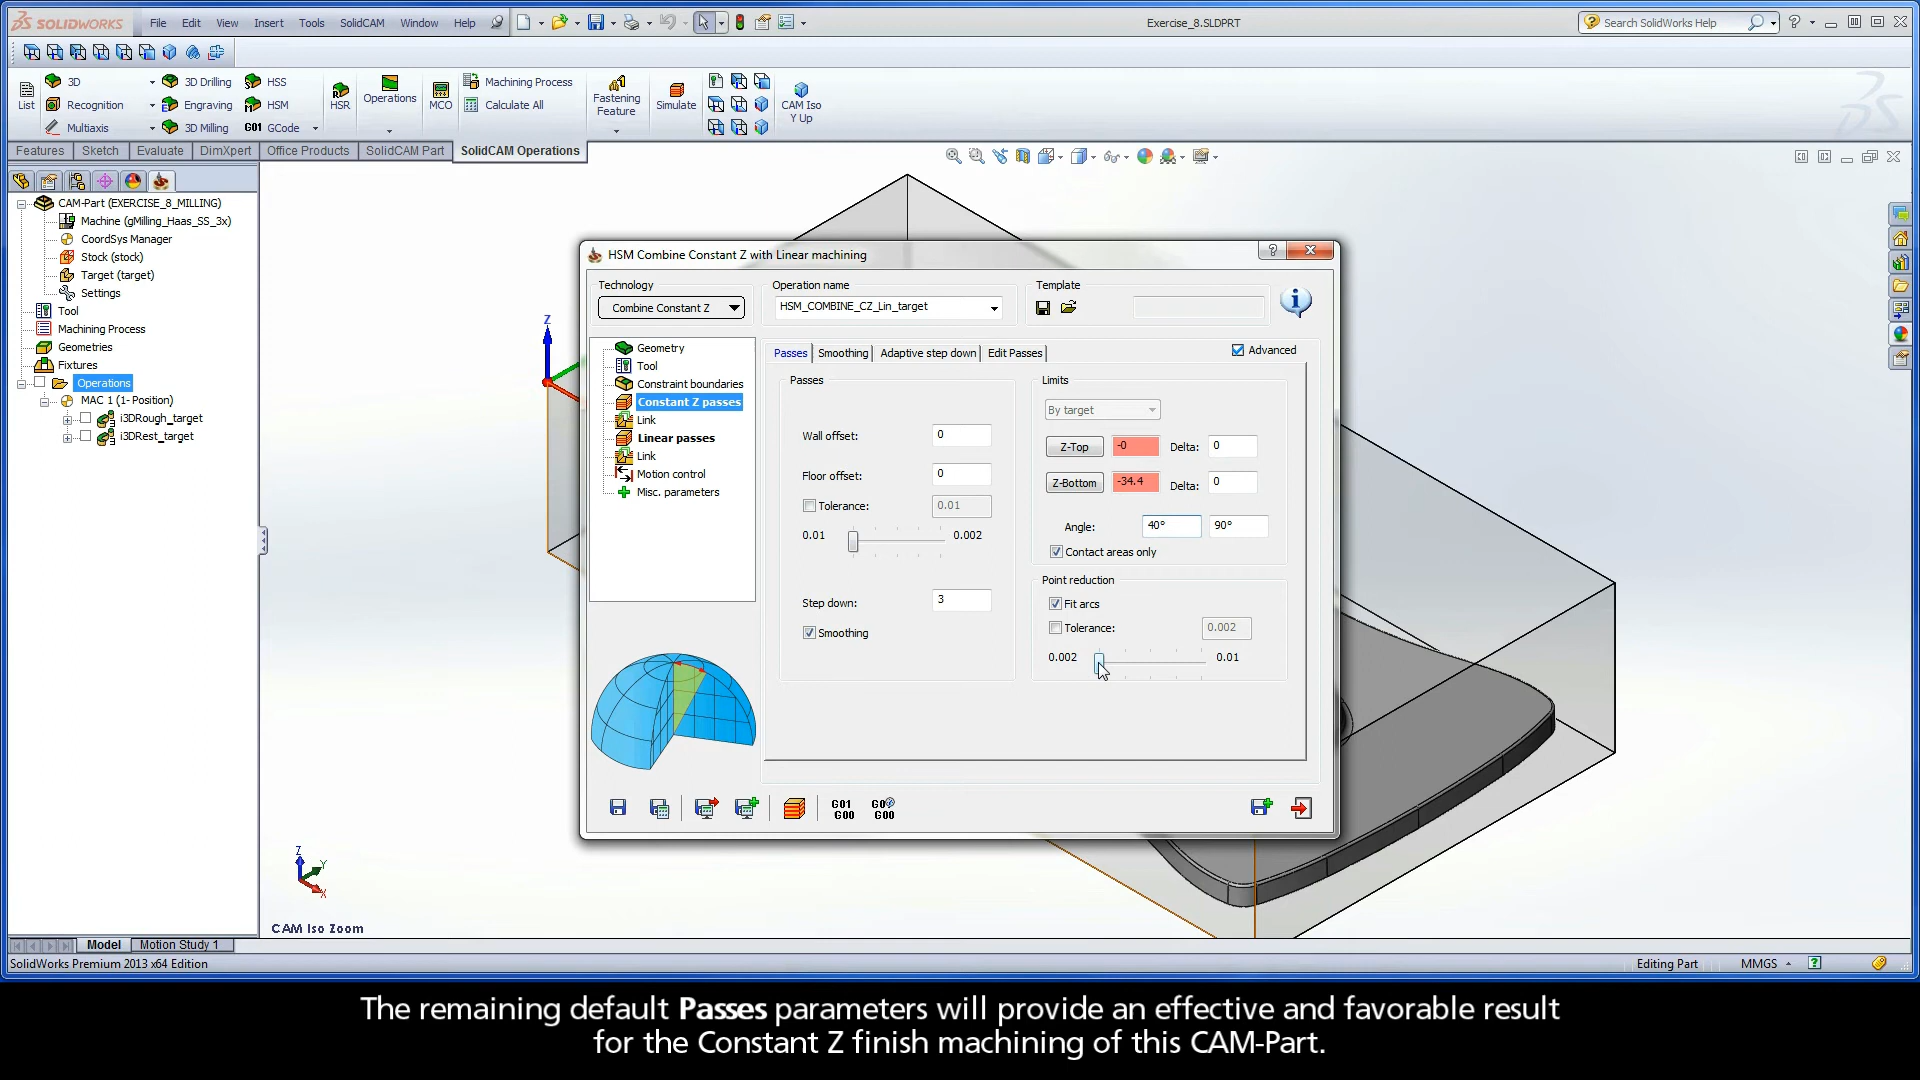 SOLIDWORKS File Edit View Insert Tools SolidCAM Window Help
Exercise_8.SLDPRT
Search SolidWorks Help
3D 3D Drilling HSS
List Recognition Engraving HSM
Multiaxis 3D Milling G01 GCode
HSR Operations MCO
Machining Process
Calculate All
Fastening Feature
Simulate
CAM Iso Y Up
Features Sketch Evaluate DimXpert Office Products SolidCAM Part SolidCAM Operations
CAM-Part (EXERCISE_8_MILLING)
Machine (gMilling_Haas_SS_3x)
CoordSys Manager
Stock (stock)
Target (target)
Settings
Tool
Machining Process
Geometries
Fixtures
Operations
MAC 1 (1- Position)
i3DRough_target
i3DRest_target
Z
HSM Combine Constant Z with Linear machining
Technology
Combine Constant Z
Operation name
HSM_COMBINE_CZ_Lin_target
Template
Geometry
Tool
Constraint boundaries
Constant Z passes
Link
Linear passes
Link
Motion control
Misc. parameters
Passes Smoothing Adaptive step down Edit Passes
Advanced
Passes
Wall offset: 0
Floor offset: 0
Tolerance: 0.01
0.01 0.002
Step down: 3
Smoothing
Limits
By target
Z-Top -0 Delta: 0
Z-Bottom -34.4 Delta: 0
Angle: 40° 90°
Contact areas only
Point reduction
Fit arcs
Tolerance: 0.002
0.002 0.01
G01 G00
G0 G00
Z
Y
X
CAM Iso Zoom
Model Motion Study 1
SolidWorks Premium 2013 x64 Edition
Editing Part MMGS
The remaining default Passes parameters will provide an effective and favorable result
for the Constant Z finish machining of this CAM-Part.